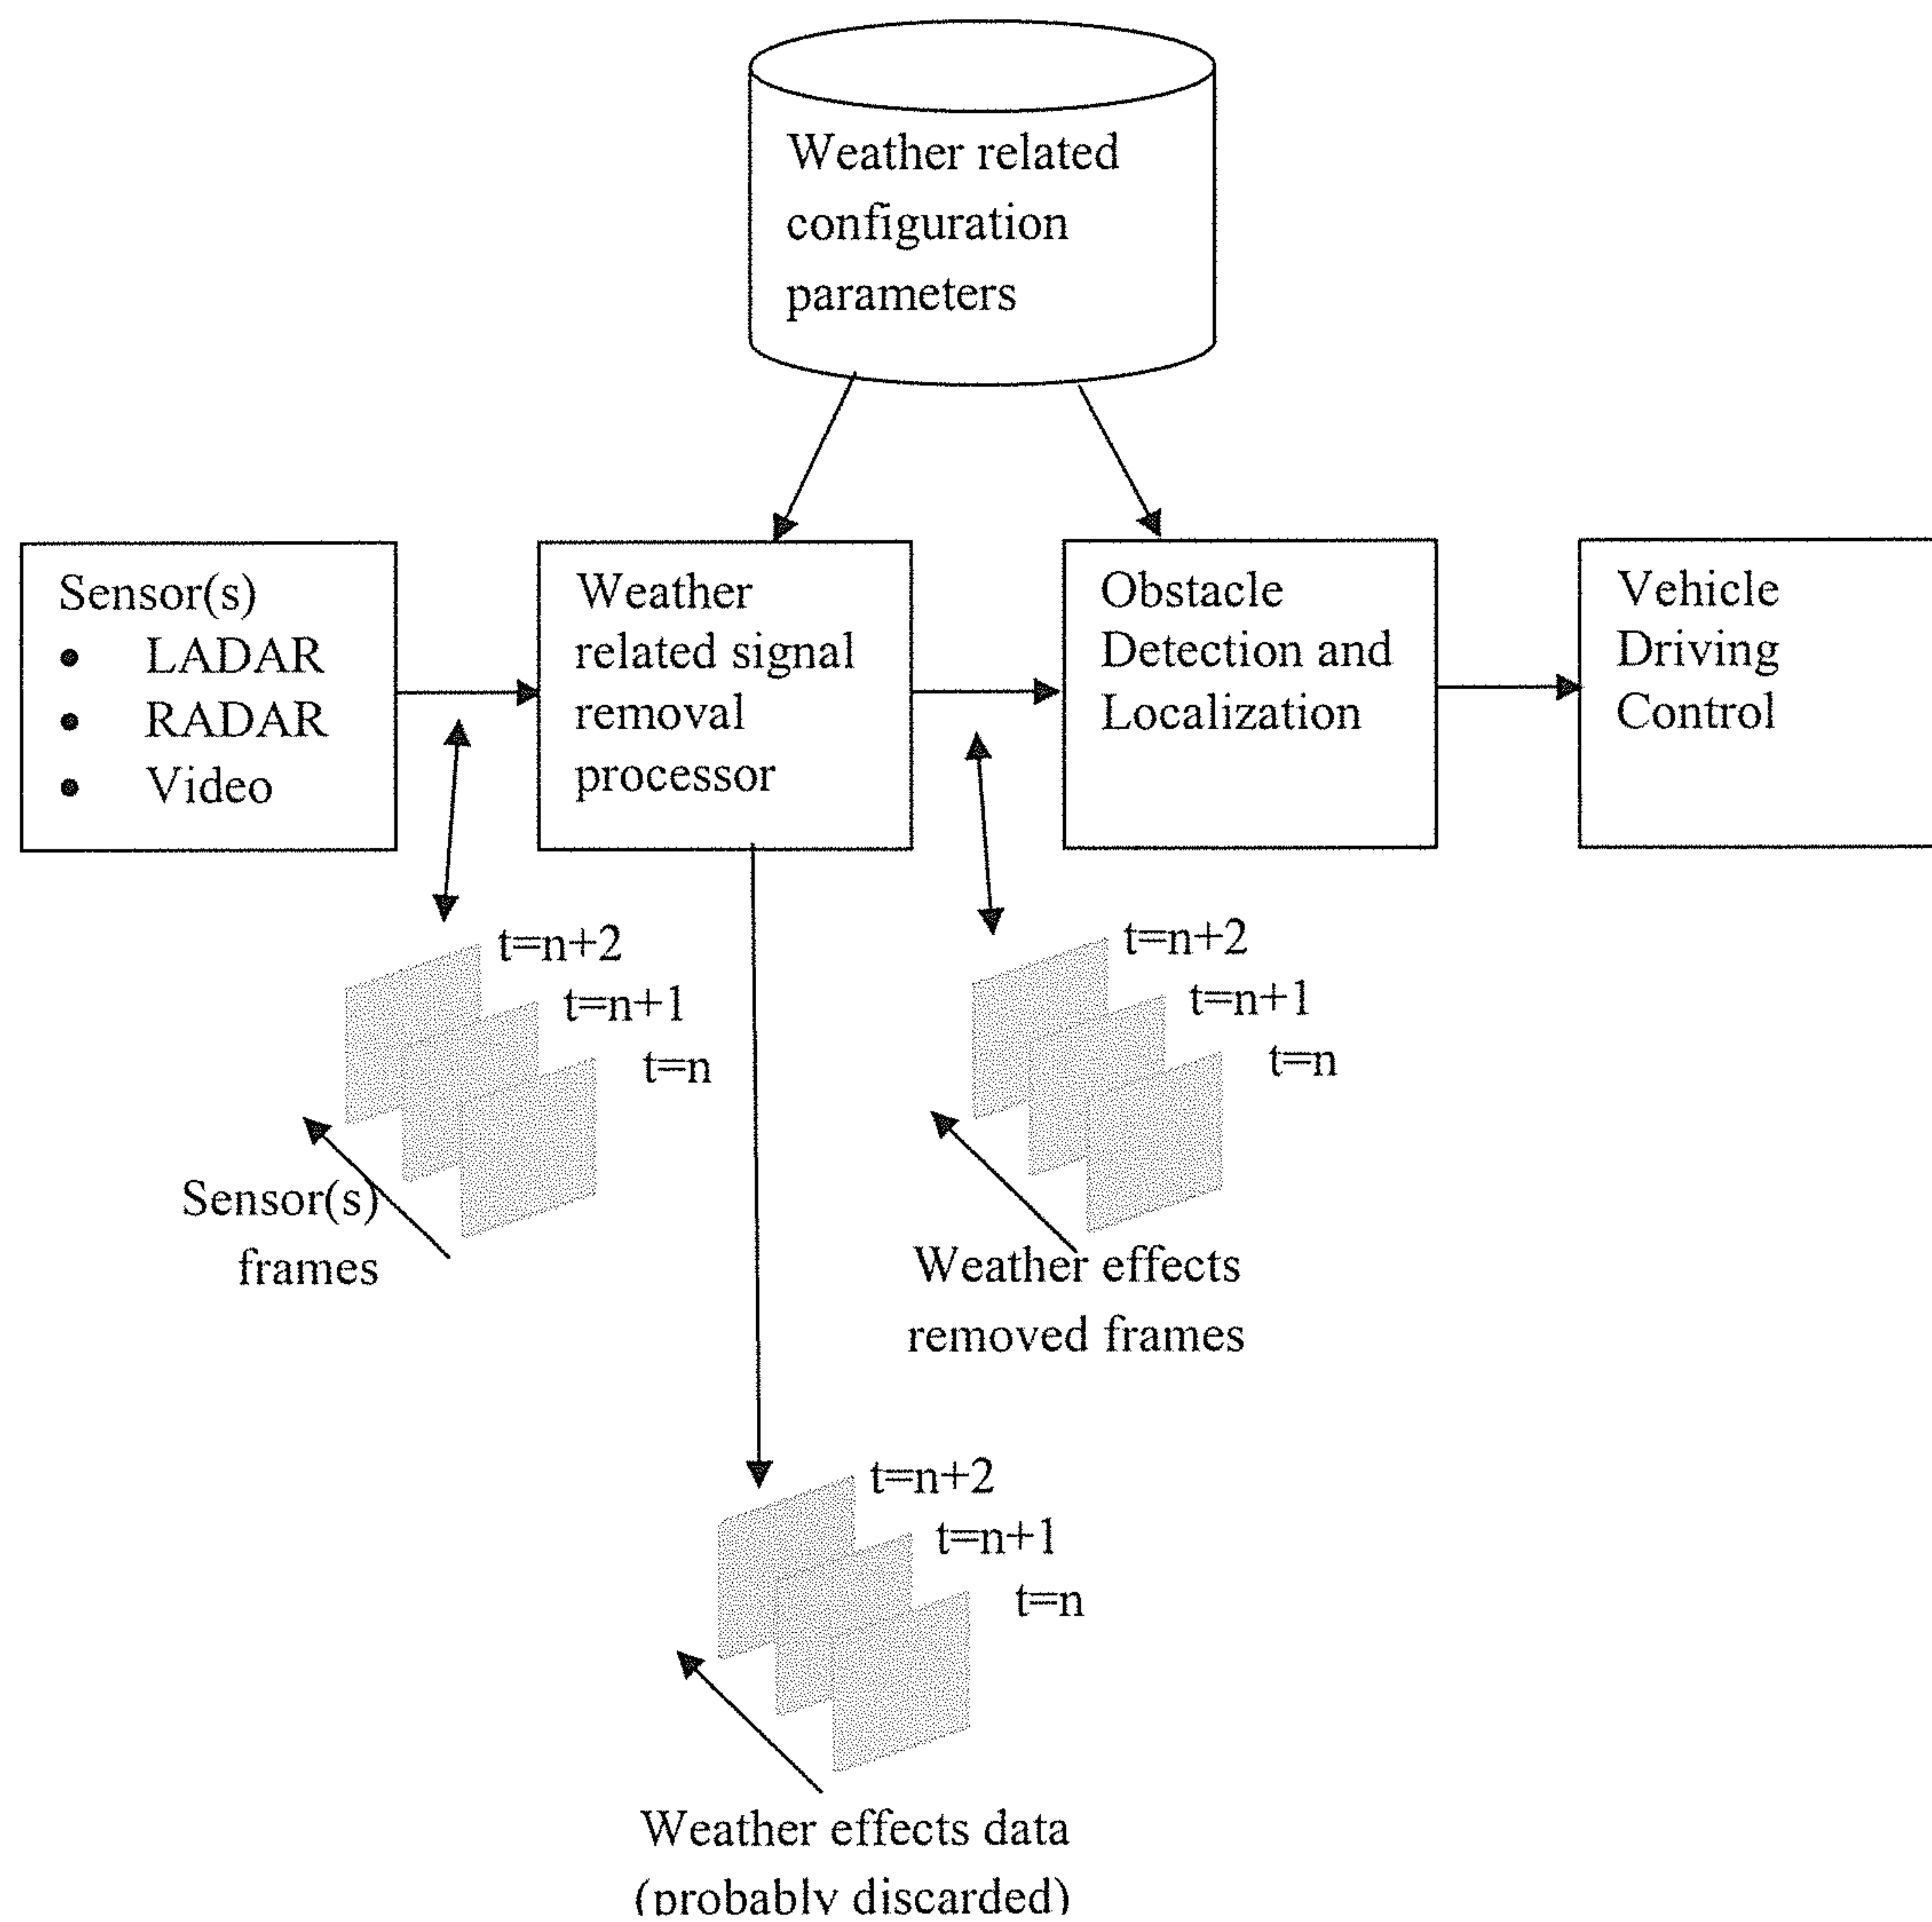 Weather related
configuration
parameters
Sensor(s)
• LADAR
• RADAR
• Video
Weather
related signal
removal
processor
Obstacle
Detection and
Localization
Vehicle
Driving
Control
t=n+2
t=n+1
t=n
Sensor(s)
frames
t=n+2
t=n+1
t=n
Weather effects
removed frames
t=n+2
t=n+1
t=n
Weather effects data
(probably discarded)